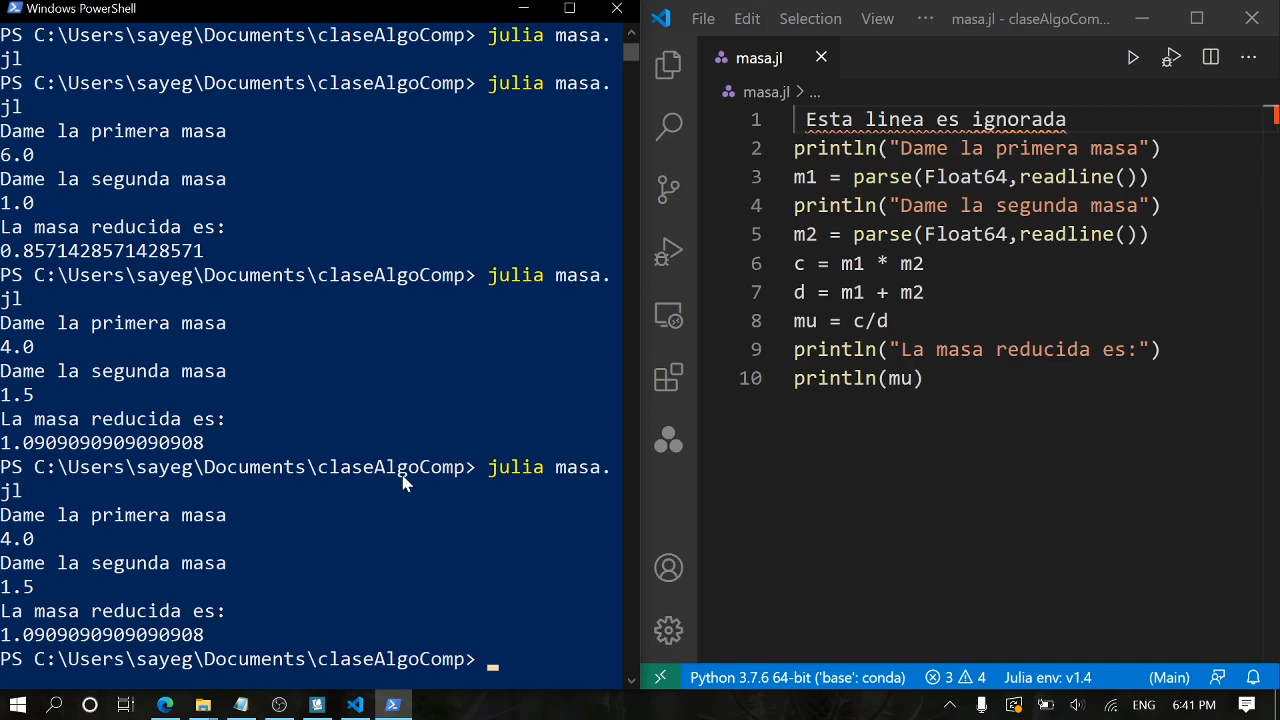 Windows PowerShell
PS C:\Users\sayeg\Documents\claseAlgoComp> julia masa.
jl
PS C:\Users\sayeg\Documents\claseAlgoComp> julia masa.
jl
Dame la primera masa
6.0
Dame la segunda masa
1.0
La masa reducida es:
0.8571428571428571
PS C:\Users\sayeg\Documents\claseAlgoComp> julia masa.
jl
Dame la primera masa
4.0
Dame la segunda masa
1.5
La masa reducida es:
1.0909090909090908
PS C:\Users\sayeg\Documents\claseAlgoComp> julia masa.
jl
Dame la primera masa
4.0
Dame la segunda masa
1.5
La masa reducida es:
1.0909090909090908
PS C:\Users\sayeg\Documents\claseAlgoComp>
File Edit Selection View ··· masa.jl - claseAlgoCom...
masa.jl
masa.jl > ...
1 Esta linea es ignorada
2 println("Dame la primera masa")
3 m1 = parse(Float64,readline())
4 println("Dame la segunda masa")
5 m2 = parse(Float64,readline())
6 c = m1 * m2
7 d = m1 + m2
8 mu = c/d
9 println("La masa reducida es:")
10 println(mu)
Python 3.7.6 64-bit ('base': conda) 3 4 Julia env: v1.4 (Main)
ENG 6:41 PM